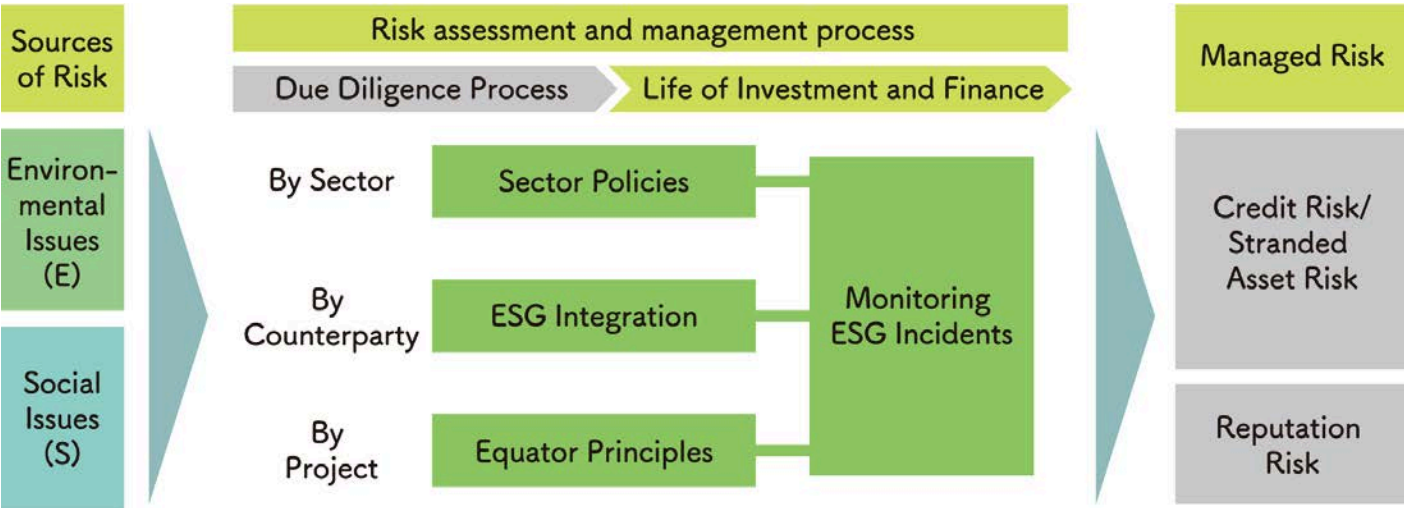 Sources
of Risk
Risk assessment and management process
Due Diligence Process
Life of Investment and Finance
Managed Risk
Environ-
mental
Issues
(E)
Social
Issues
(S)
By Sector
Sector Policies
By
Counterparty
ESG Integration
By
Project
Equator Principles
Monitoring
ESG Incidents
Credit Risk/
Stranded
Asset Risk
Reputation
Risk